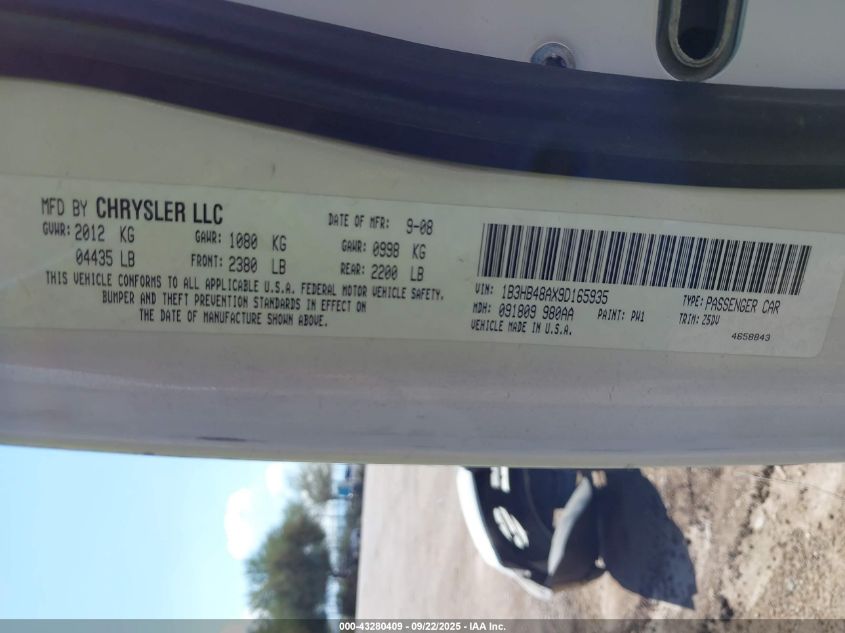 MFD BY CHRYSLER LLC
DATE OF MFR: 9-08
GVWR: 2012 KG
GAWR: 1080 KG
GAWR: 0998 KG
04435 LB
FRONT: 2380 LB
REAR: 2200 LB
THIS VEHICLE CONFORMS TO ALL APPLICABLE U.S.A. FEDERAL MOTOR VEHICLE SAFETY,
BUMPER AND THEFT PREVENTION STANDARDS IN EFFECT ON
THE DATE OF MANUFACTURE SHOWN ABOVE.
VIN: 1B3HB48AX9D165935
TYPE: PASSENGER CAR
MDH: 091809 980AA
PAINT: PW1
TRIM: Z5DV
VEHICLE MADE IN U.S.A.
4658843
000-43280409 - 09/22/2025 - IAA Inc.